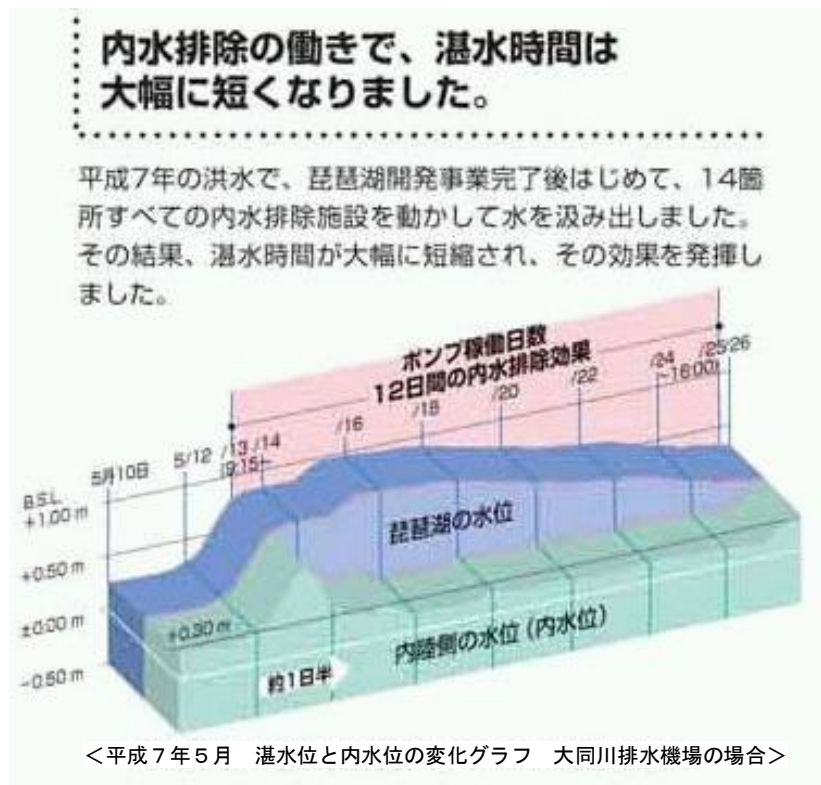 内水排除の働きで、湛水時間は
大幅に短くなりました。
平成7年の洪水で、琵琶湖開発事業完了後はじめて、14箇
所すべての内水排除施設を動かして水を汲み出しました。
その結果、湛水時間が大幅に短縮され、その効果を発揮し
ました。
ポンプ稼働日数
12日間の内水排除効果
5月10日
5/12
/13
(9:15~
/14
/16
/18
/20
/22
/24
/25
~16:00)
/26
B.S.L
+1.00m
+0.50m
±0.00m
-0.50m
琵琶湖の水位
+0.30m
内陸側の水位(内水位)
約1日半
<平成7年5月 湛水位と内水位の変化グラフ 大同川排水機場の場合>